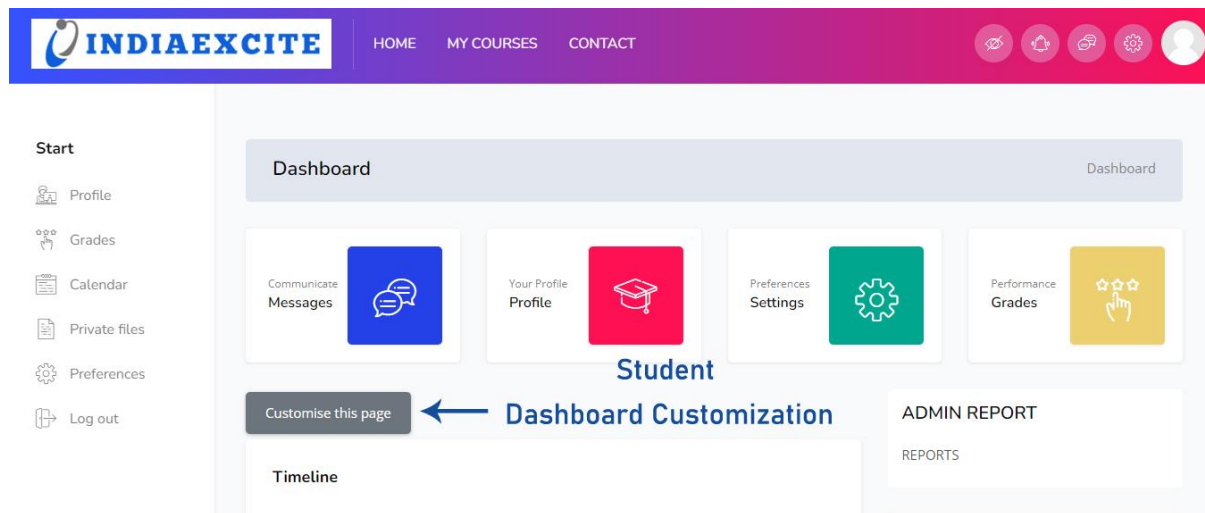 INDIAEXCITE
HOME MY COURSES CONTACT
Start
Profile
Grades
Calendar
Private files
Preferences
Log out
Dashboard
Dashboard
Communicate
Messages
Your Profile
Profile
Preferences
Settings
Performance
Grades
Student
Customise this page
Dashboard Customization
Timeline
ADMIN REPORT
REPORTS